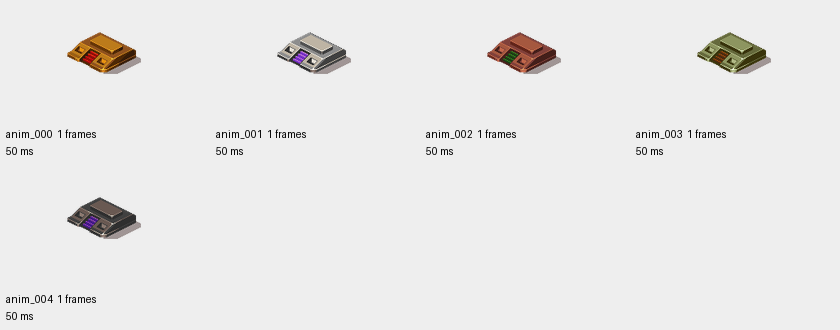 anim_000 1 frames
50 ms
anim_001 1 frames
50 ms
anim_002 1 frames
50 ms
anim_003 1 frames
50 ms
anim_004 1 frames
50 ms